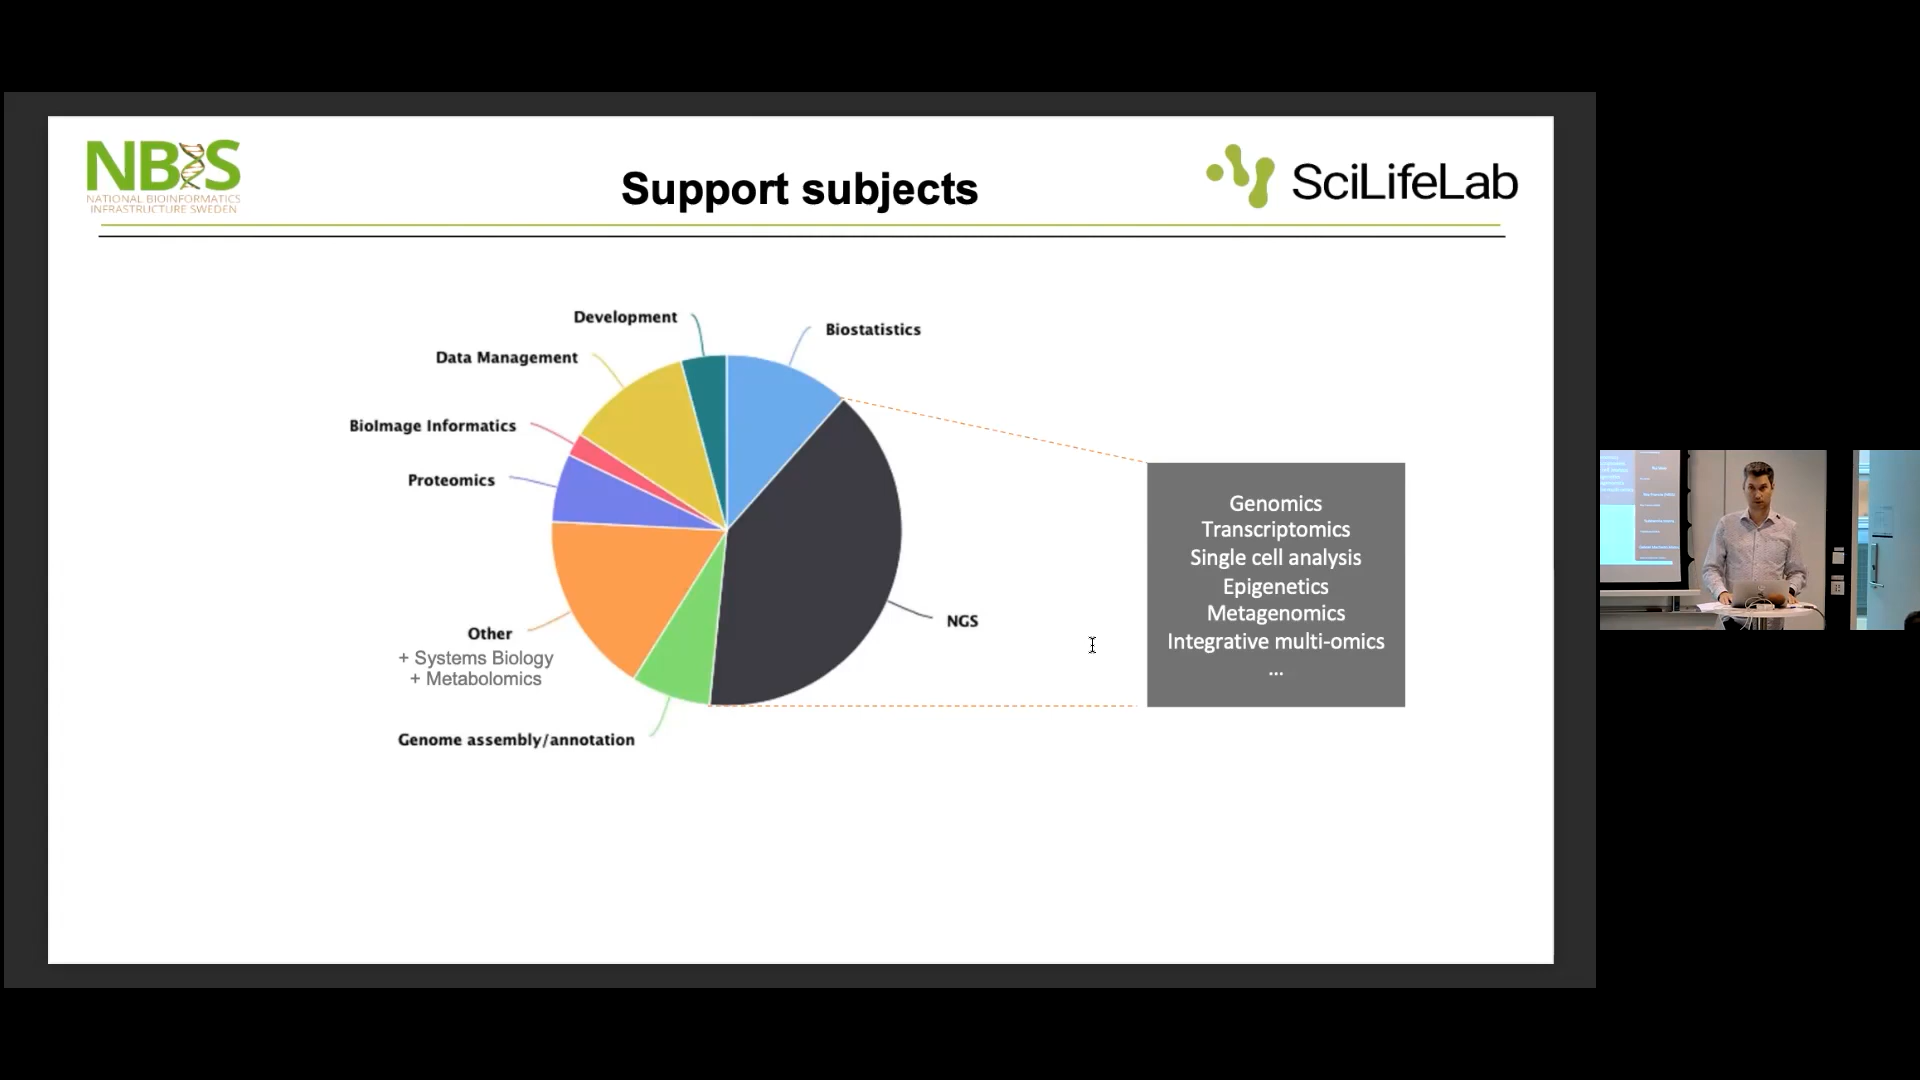 NBIS
NATIONAL BIOINFORMATICS
INFRASTRUCTURE SWEDEN
Support subjects
SciLifeLab
Development
Biostatistics
Data Management
BioImage Informatics
Proteomics
Other
+ Systems Biology
+ Metabolomics
Genome assembly/annotation
NGS
Genomics
Transcriptomics
Single cell analysis
Epigenetics
Metagenomics
Integrative multi-omics
...